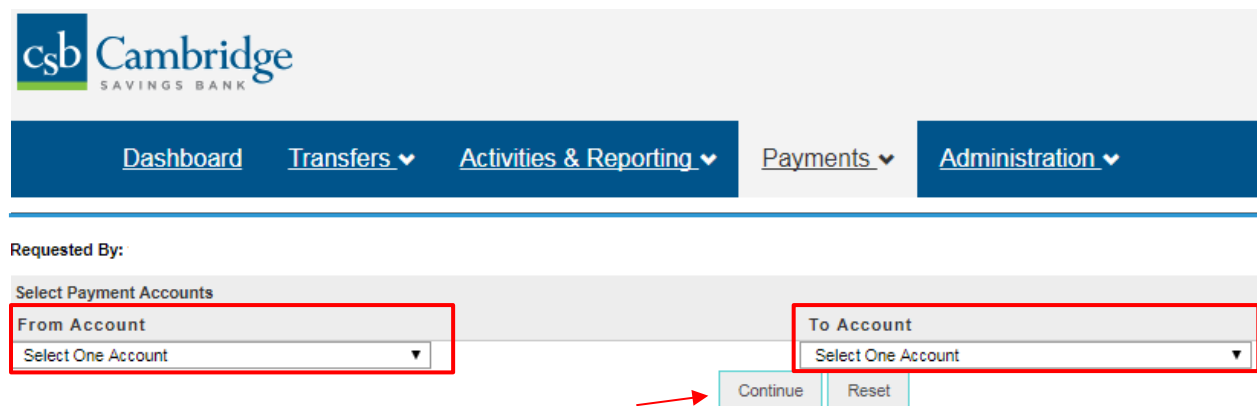 csb Cambridge
SAVINGS BANK
Dashboard Transfers Activities & Reporting Payments Administration
Requested By:
Select Payment Accounts
From Account To Account
Select One Account Select One Account
Continue Reset